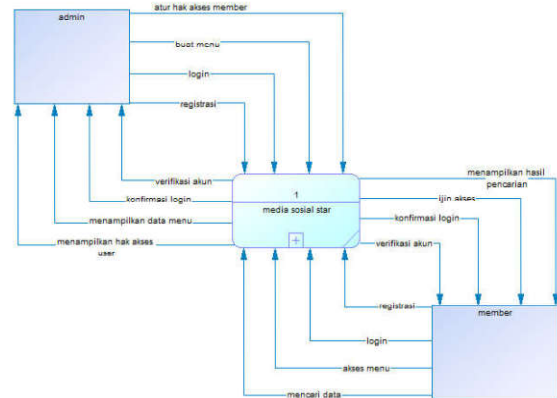 atur hak akses member
admin
buat menu
login
registrasi
verifikasi akun
konfirmasi login
menampilkan data menu
menampilkan hak akses
user
1
media sosial star
menampilkan hasil
pencarian
ijin akses
konfirmasi login
verifikasi akun
registrasi
member
login
akses menu
mencari data